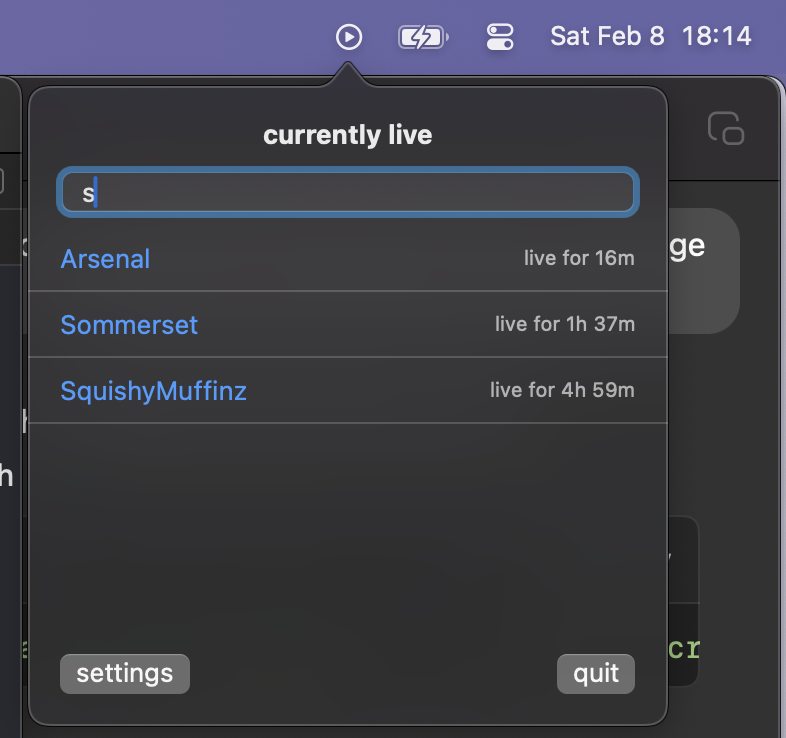 Sat Feb 8 18:14
currently live
s
ge
Arsenal live for 16m
Sommerset live for 1h 37m
SquishyMuffinz live for 4h 59m
h
cr
settings quit